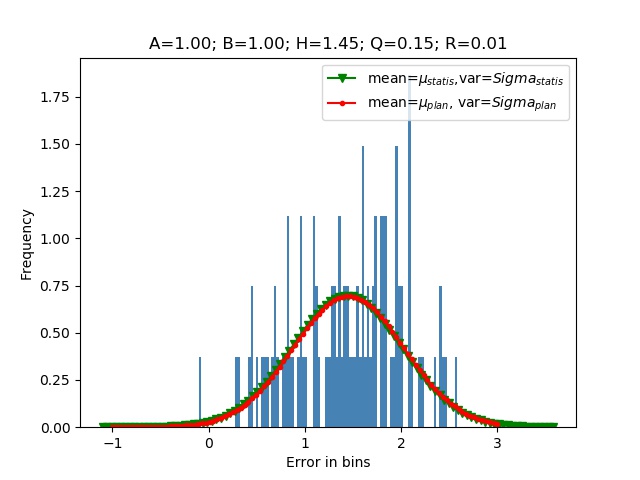 A=1.00; B=1.00; H=1.45; Q=0.15; R=0.01
mean=μstatis,var=Sigmastatis
mean=μplan, var=Sigmaplan
1.75
1.50
1.25
1.00
0.75
0.50
0.25
0.00
Frequency
−1 0 1 2 3
Error in bins